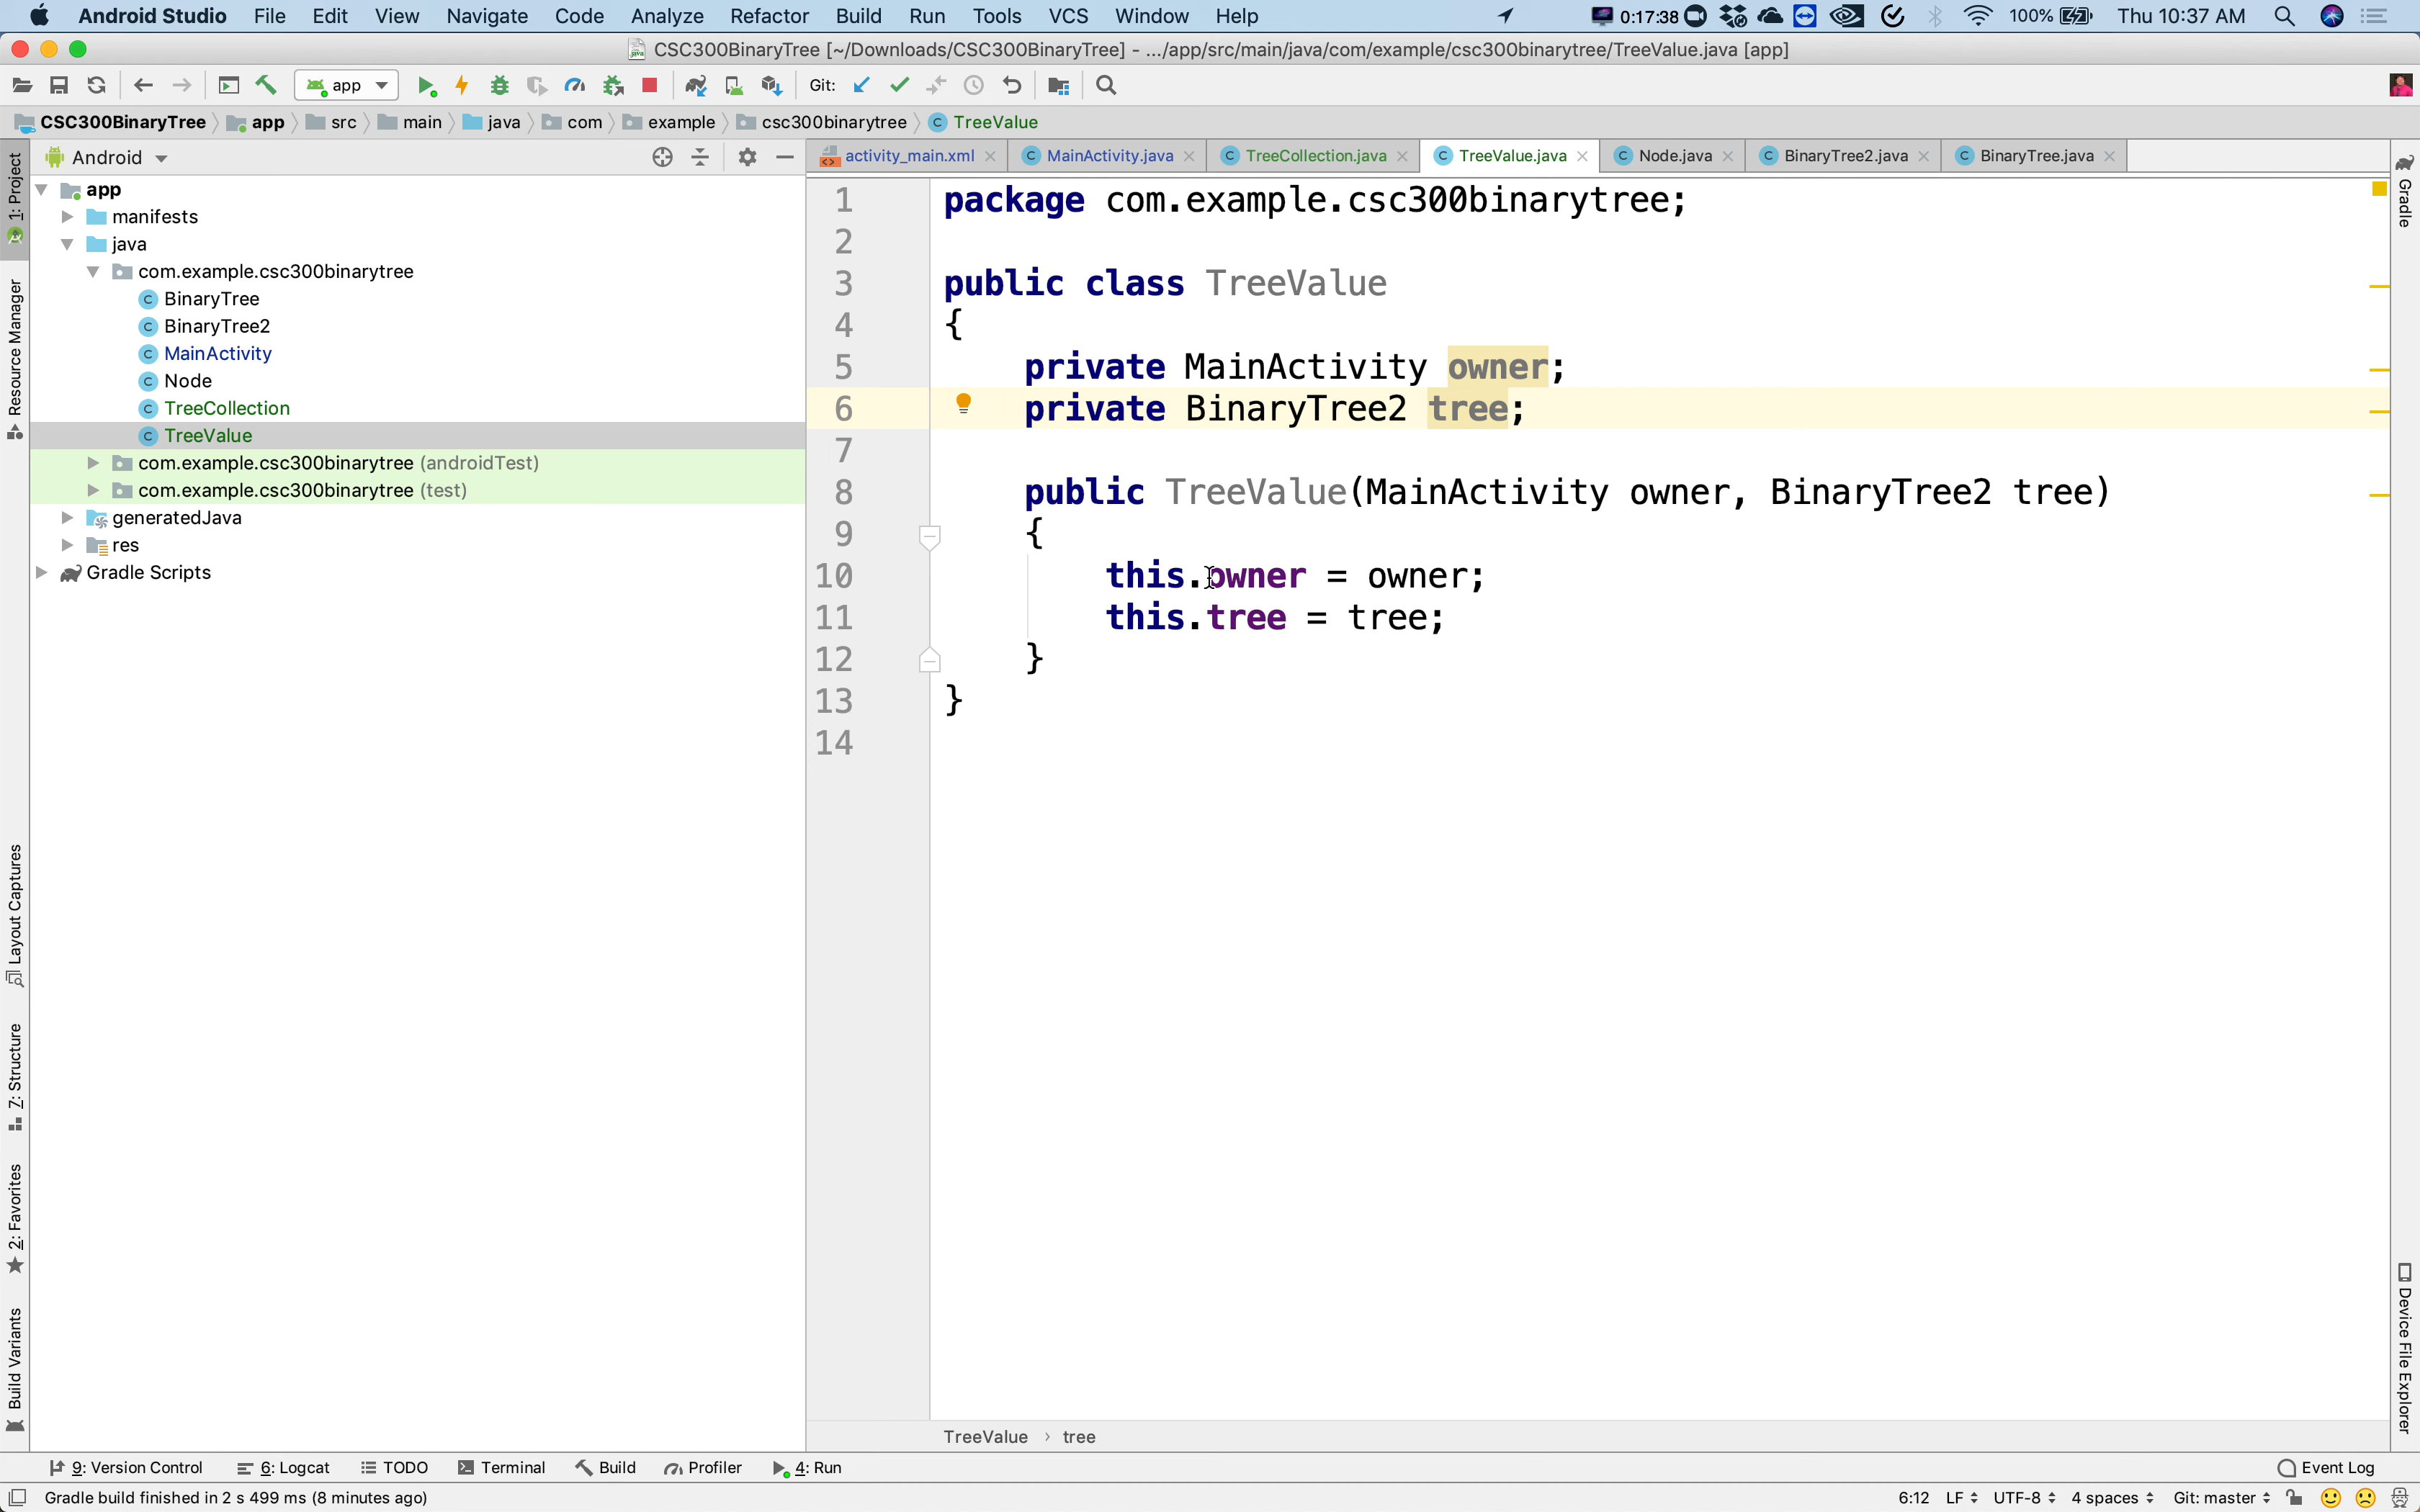 Android Studio File Edit View Navigate Code Analyze Refactor Build Run Tools VCS Window Help 0:17:38 100% Thu 10:37 AM
CSC300BinaryTree [~/Downloads/CSC300BinaryTree] - .../app/src/main/java/com/example/csc300binarytree/TreeValue.java [app]
app Git:
CSC300BinaryTree app src main java com example csc300binarytree TreeValue
Android
activity_main.xml MainActivity.java TreeCollection.java TreeValue.java Node.java BinaryTree2.java BinaryTree.java
1: Project
Resource Manager
Layout Captures
7: Structure
2: Favorites
Build Variants
app
manifests
java
com.example.csc300binarytree
BinaryTree
BinaryTree2
MainActivity
Node
TreeCollection
TreeValue
com.example.csc300binarytree (androidTest)
com.example.csc300binarytree (test)
generatedJava
res
Gradle Scripts
1 package com.example.csc300binarytree;
2
3 public class TreeValue
4 {
5 private MainActivity owner;
6 private BinaryTree2 tree;
7
8 public TreeValue(MainActivity owner, BinaryTree2 tree)
9 {
10 this.owner = owner;
11 this.tree = tree;
12 }
13 }
14
TreeValue › tree
Gradle
Device File Explorer
9: Version Control 6: Logcat TODO Terminal Build Profiler 4: Run Event Log
Gradle build finished in 2 s 499 ms (8 minutes ago) 6:12 LF UTF-8 4 spaces Git: master